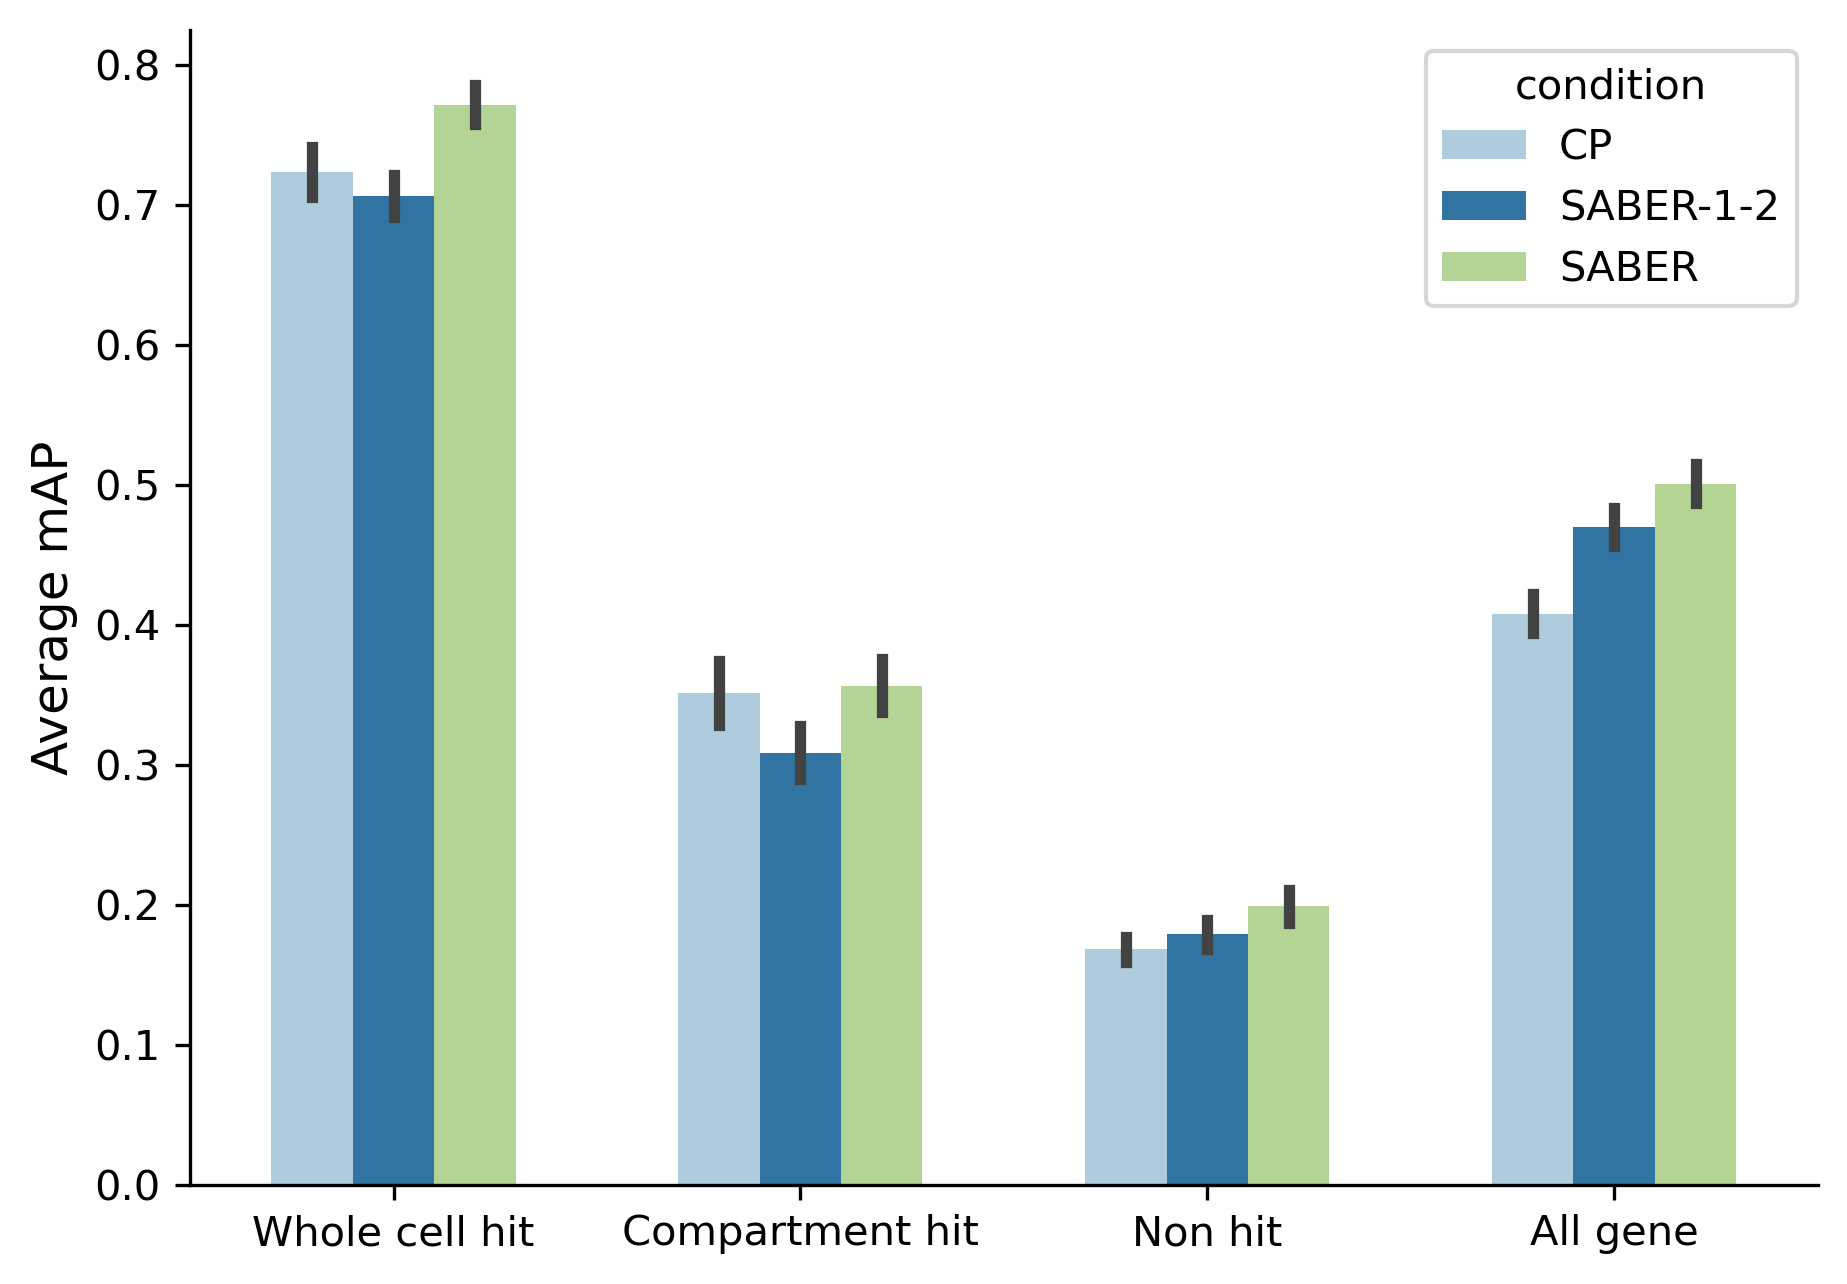 condition
CP
SABER-1-2
SABER
Average mAP
0.8
0.7
0.6
0.5
0.4
0.3
0.2
0.1
0.0
Whole cell hit
Compartment hit
Non hit
All gene